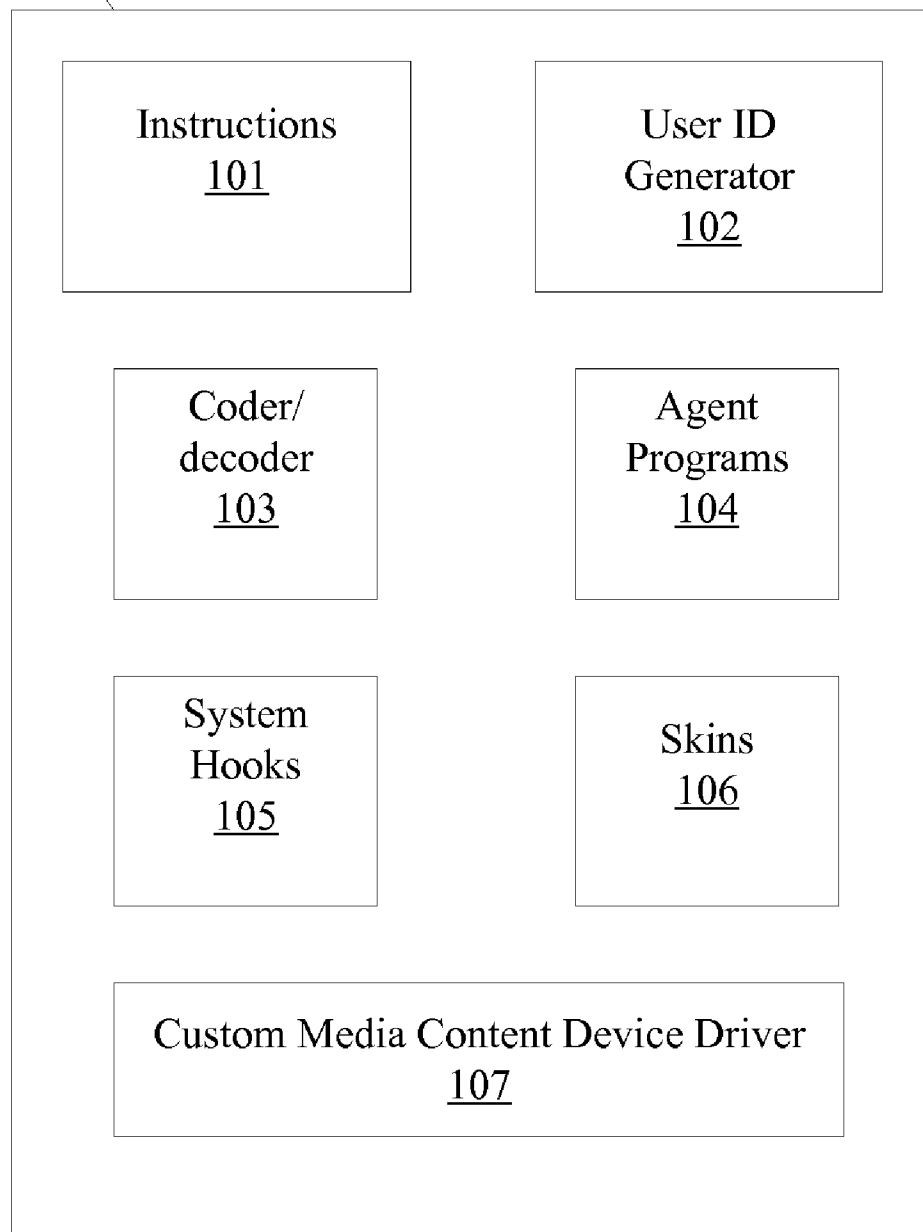 Instructions
101
User ID
Generator
102
Coder/
decoder
103
Agent
Programs
104
System
Hooks
105
Skins
106
Custom Media Content Device Driver
107